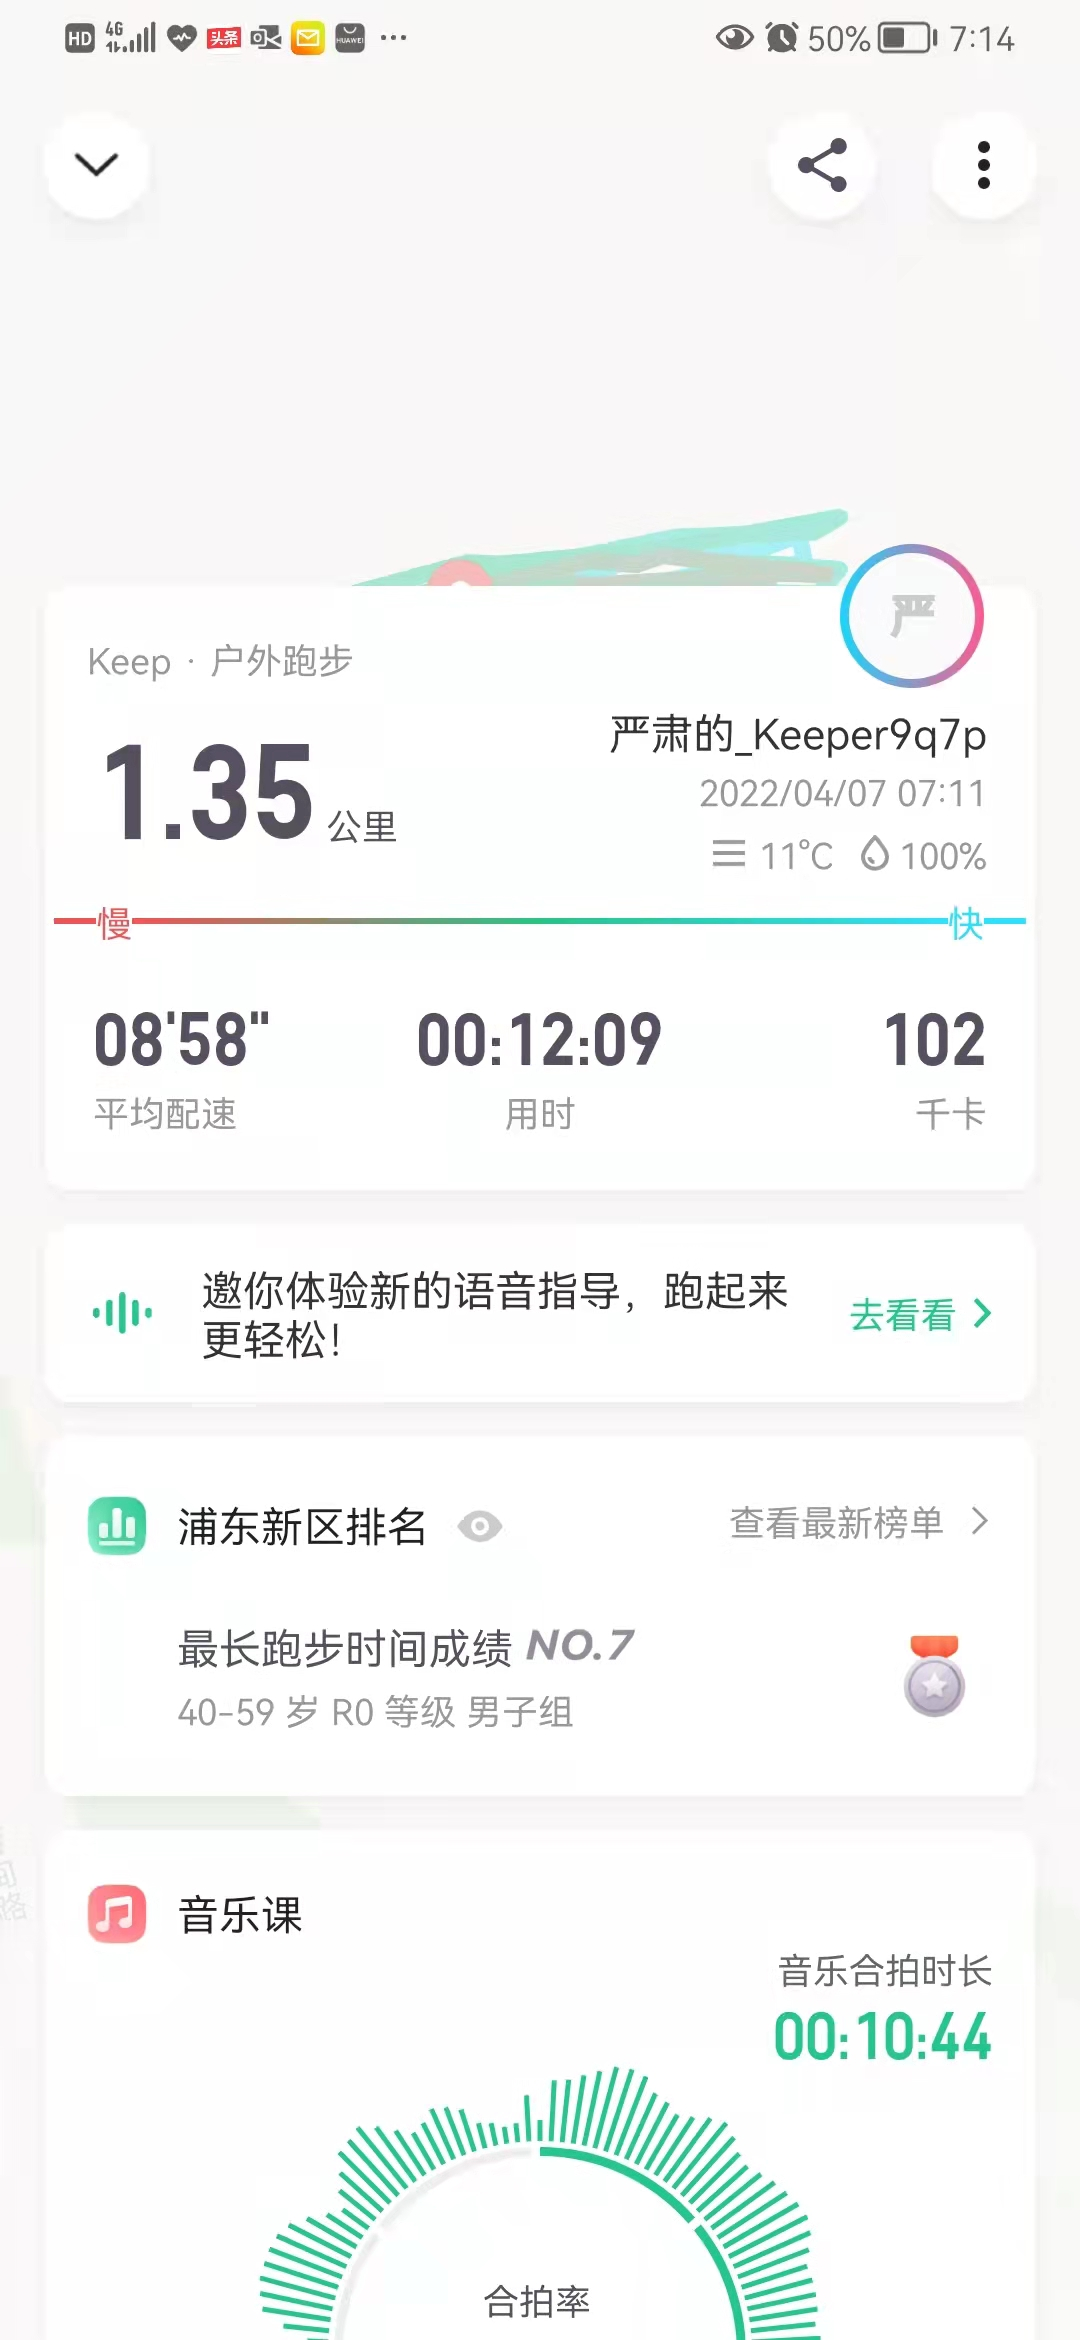 HD 4G 头条 HUAWEI 50% 7:14
严
Keep · 户外跑步
严肃的_Keeper9q7p
1.35 公里
2022/04/07 07:11
11°C 100%
慢 快
08'58" 00:12:09 102
平均配速 用时 千卡
邀你体验新的语音指导，跑起来
更轻松！
去看看
浦东新区排名 查看最新榜单
最长跑步时间成绩 NO.7
40-59 岁 R0 等级 男子组
音乐课
音乐合拍时长
00:10:44
合拍率